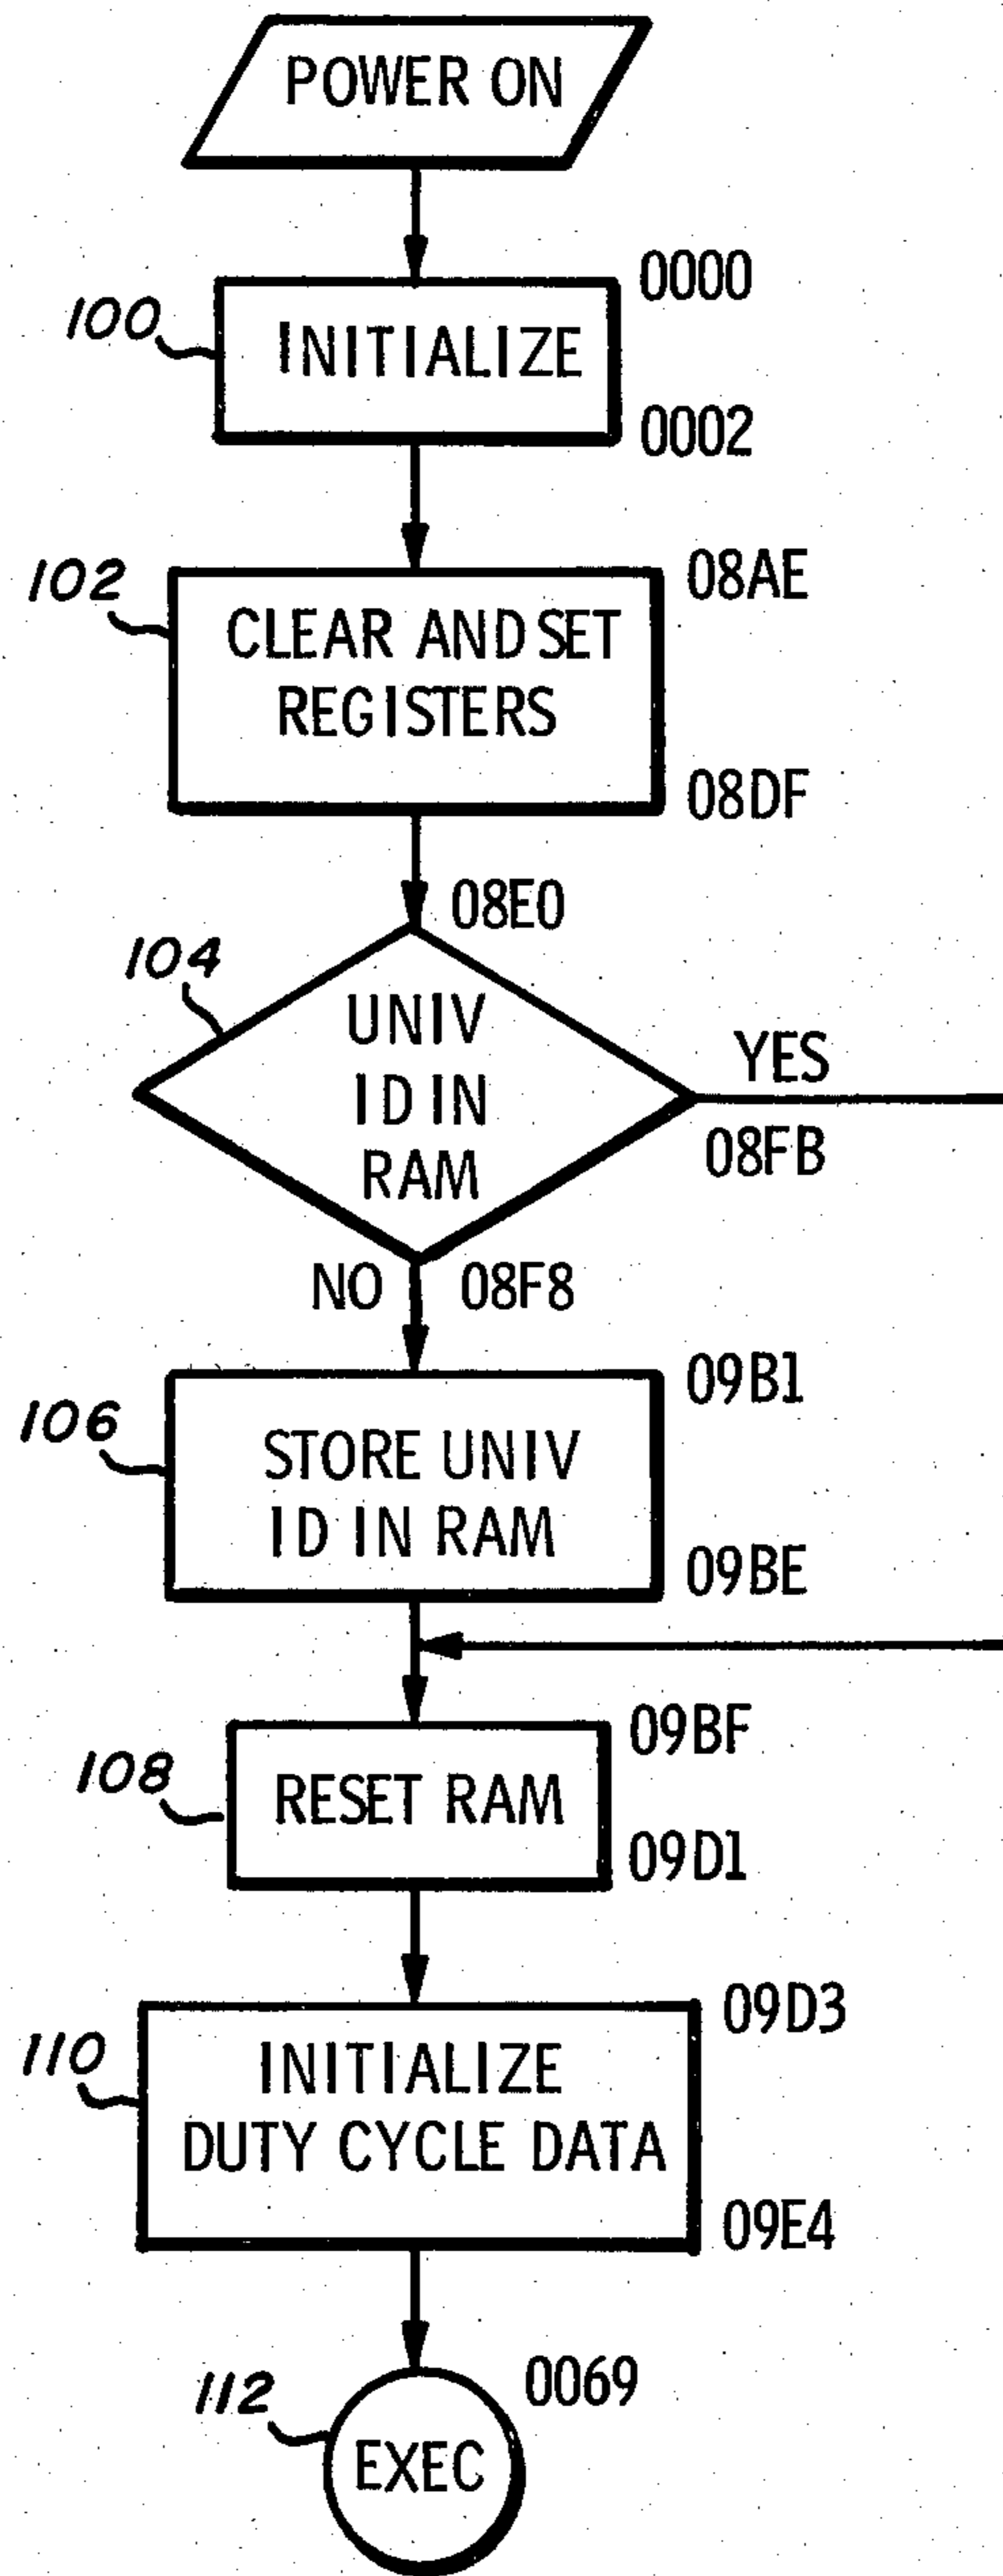 POWER ON
0000
100
INITIALIZE
0002
08AE
102
CLEAR AND SET
REGISTERS
08DF
08E0
104
UNIV
ID IN
RAM
YES
08FB
NO
08F8
09B1
106
STORE UNIV
ID IN RAM
09BE
09BF
108
RESET RAM
09D1
09D3
110
INITIALIZE
DUTY CYCLE DATA
09E4
0069
112
EXEC